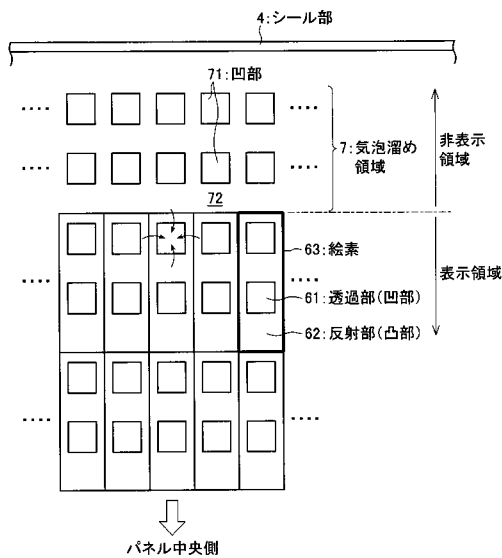 4:シール部
71:凹部
‥‥
‥‥
‥‥
‥‥
7:気泡溜め
領域
非表示
領域
72
63:絵素
表示領域
‥‥
‥‥
61:透過部(凹部)
62:反射部(凸部)
‥‥
‥‥
パネル中央側